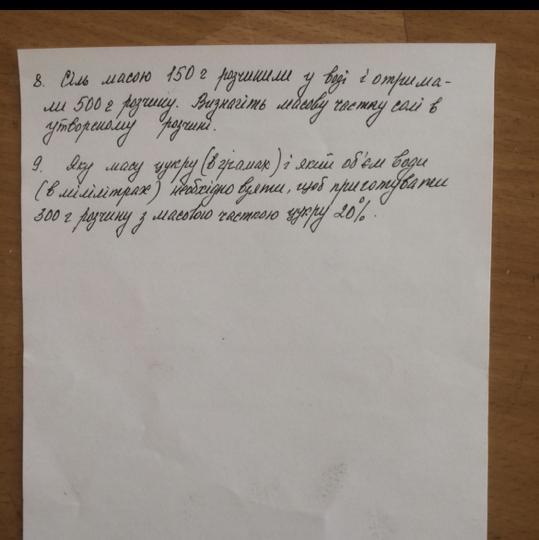 8. Сіль масою 150 г розчинили у воді і отрима-
ли 500 г розчину. Визначіть масову частку солі в
утвореному розчині.
9. Яку масу цукру (в грамах) і який об'єм води
(в мілілітрах) необхідно взяти, щоб приготувати
300 г розчину з масовою часткою цукру 20%.